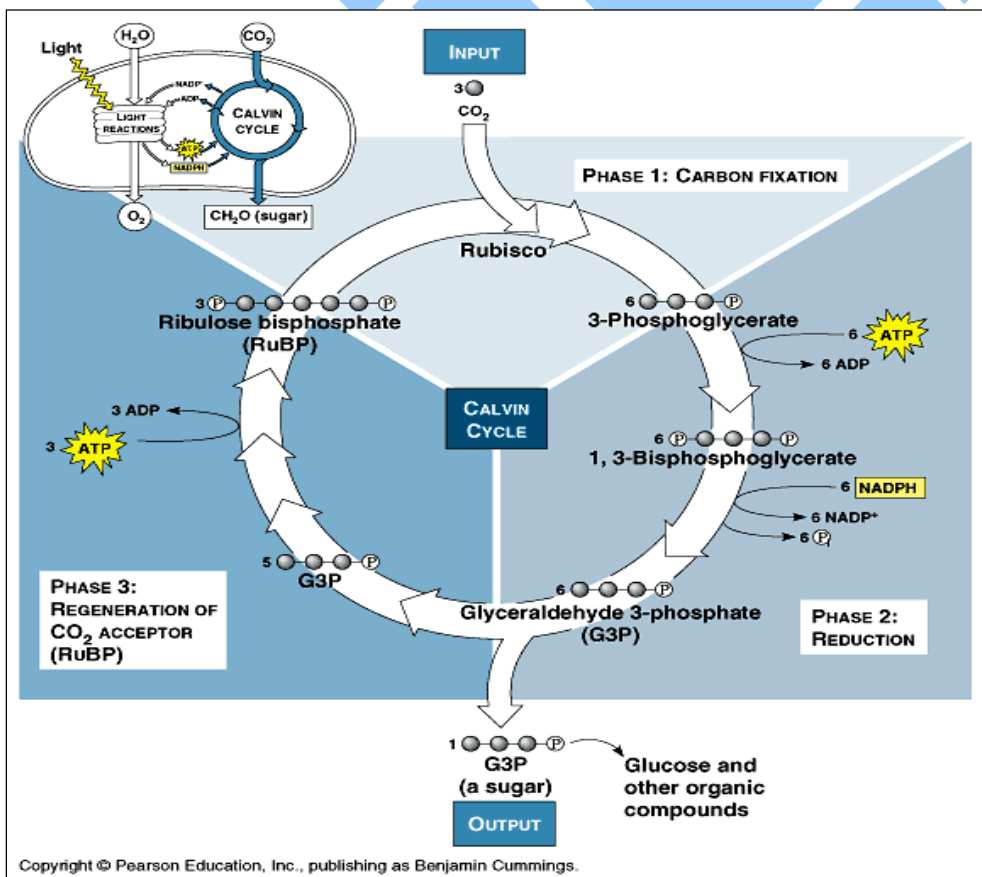 Light
H₂O
CO₂
NADP⁺
ADP
LIGHT
REACTIONS
CALVIN
CYCLE
ATP
NADPH
O₂
CH₂O (sugar)
INPUT
3
CO₂
PHASE 1: CARBON FIXATION
Rubisco
3 P P
Ribulose bisphosphate
(RuBP)
6 P
3-Phosphoglycerate
6 ATP
6 ADP
CALVIN
CYCLE
3 ADP
3 ATP
6 P P
1, 3-Bisphosphoglycerate
6 NADPH
6 NADP⁺
6 Pᵢ
5 P
G3P
6 P
Glyceraldehyde 3-phosphate
(G3P)
PHASE 3:
REGENERATION OF
CO₂ ACCEPTOR
(RuBP)
PHASE 2:
REDUCTION
1 P
G3P
(a sugar)
Glucose and
other organic
compounds
OUTPUT
Copyright © Pearson Education, Inc., publishing as Benjamin Cummings.